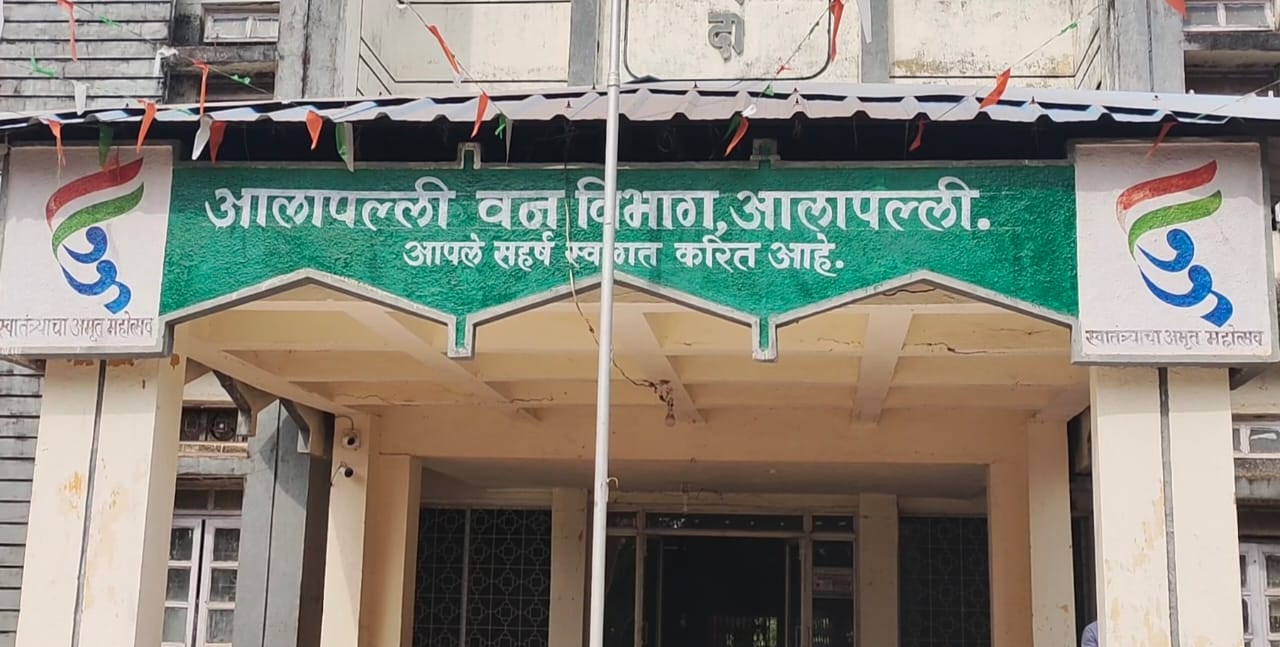 आलापल्ली वन विभाग, आलापल्ली.
आपले सहर्ष स्वागत करित आहे.
स्वातंत्र्याचा अमृत महोत्सव
स्वातंत्र्याचा अमृत महोत्सव